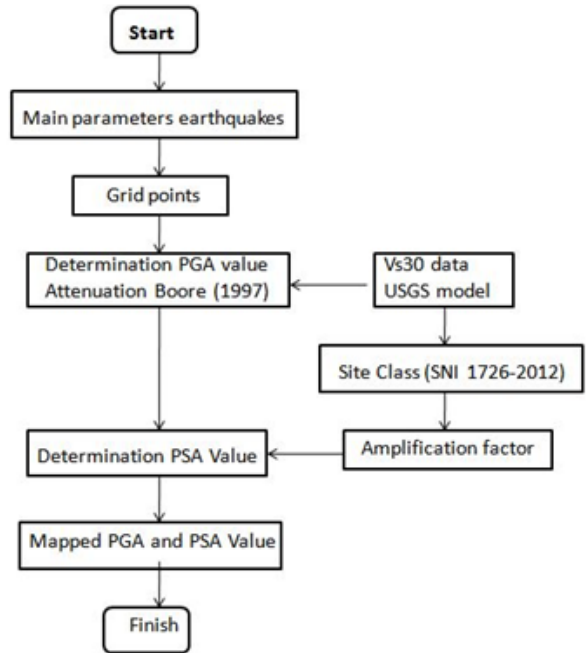 Start
Main parameters earthquakes
Grid points
Determination PGA value
Attenuation Boore (1997)
Vs30 data
USGS model
Site Class (SNI 1726-2012)
Amplification factor
Determination PSA Value
Mapped PGA and PSA Value
Finish